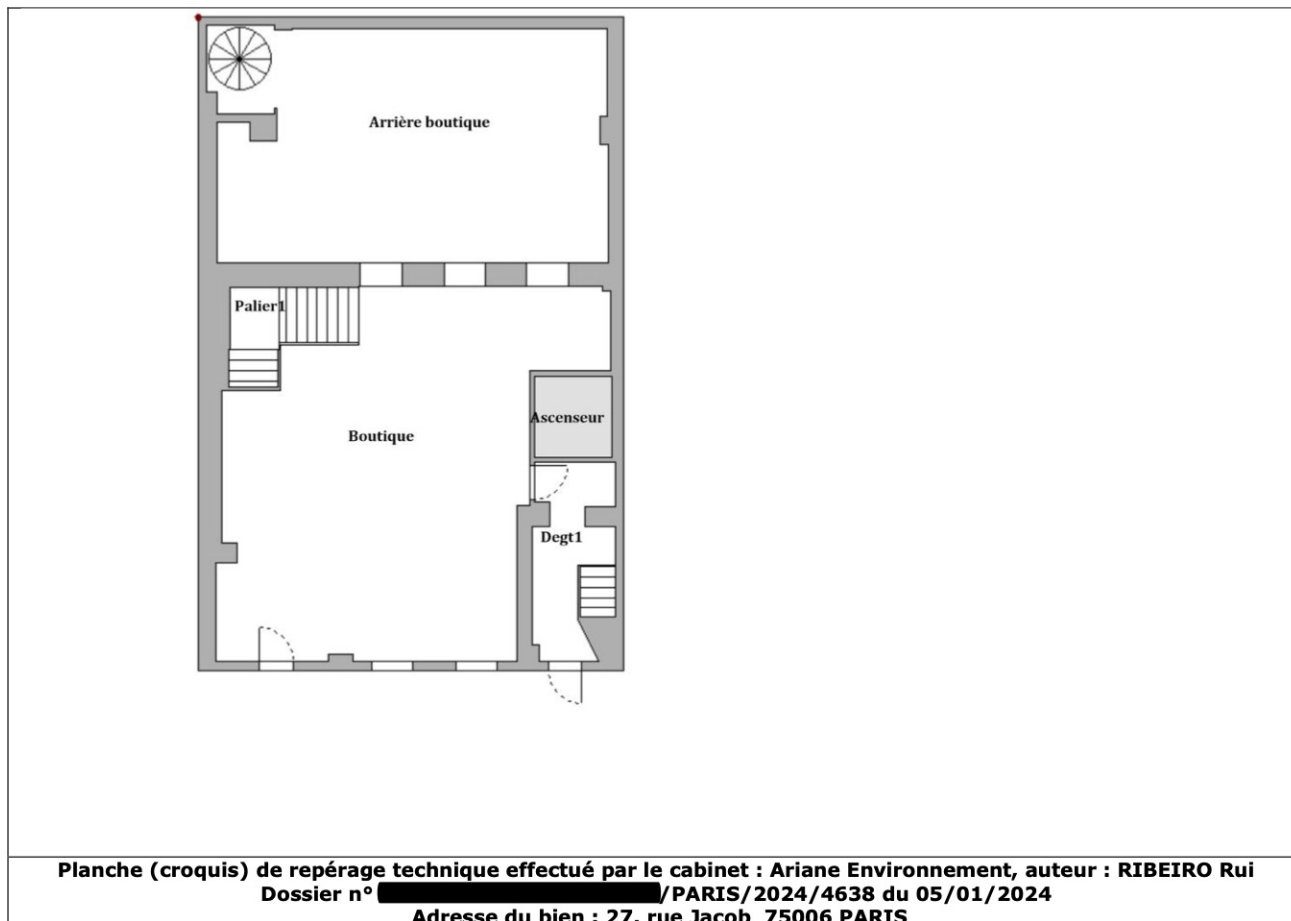 Arrière boutique
Palier1
Ascenseur
Boutique
Degt1
Planche (croquis) de repérage technique effectué par le cabinet : Ariane Environnement, auteur : RIBEIRO Rui
Dossier n° /PARIS/2024/4638 du 05/01/2024
Adresse du bien : 27, rue Jacob 75006 PARIS